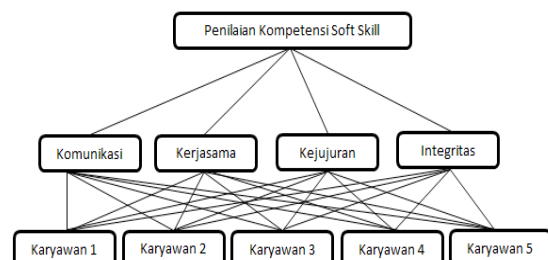 Penilaian Kompetensi Soft Skill
Komunikasi
Kerjasama
Kejujuran
Integritas
Karyawan 1
Karyawan 2
Karyawan 3
Karyawan 4
Karyawan 5